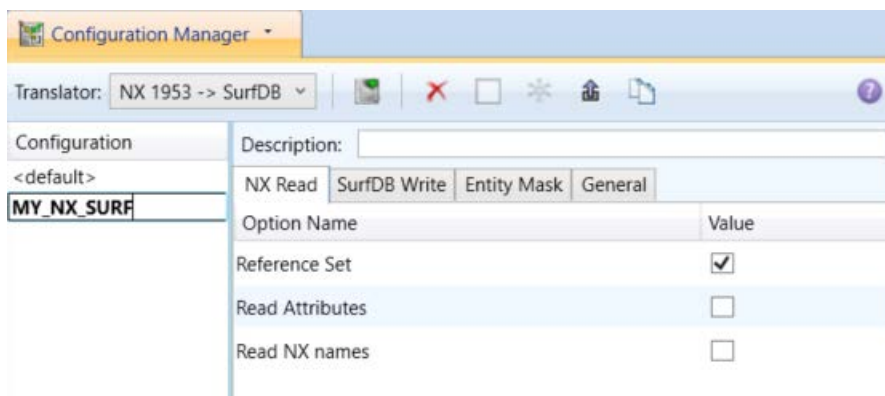 Configuration Manager
Translator: NX 1953 -> SurfDB
Configuration
Description:
<default>
NX Read SurfDB Write Entity Mask General
MY_NX_SURF
Option Name Value
Reference Set
Read Attributes
Read NX names